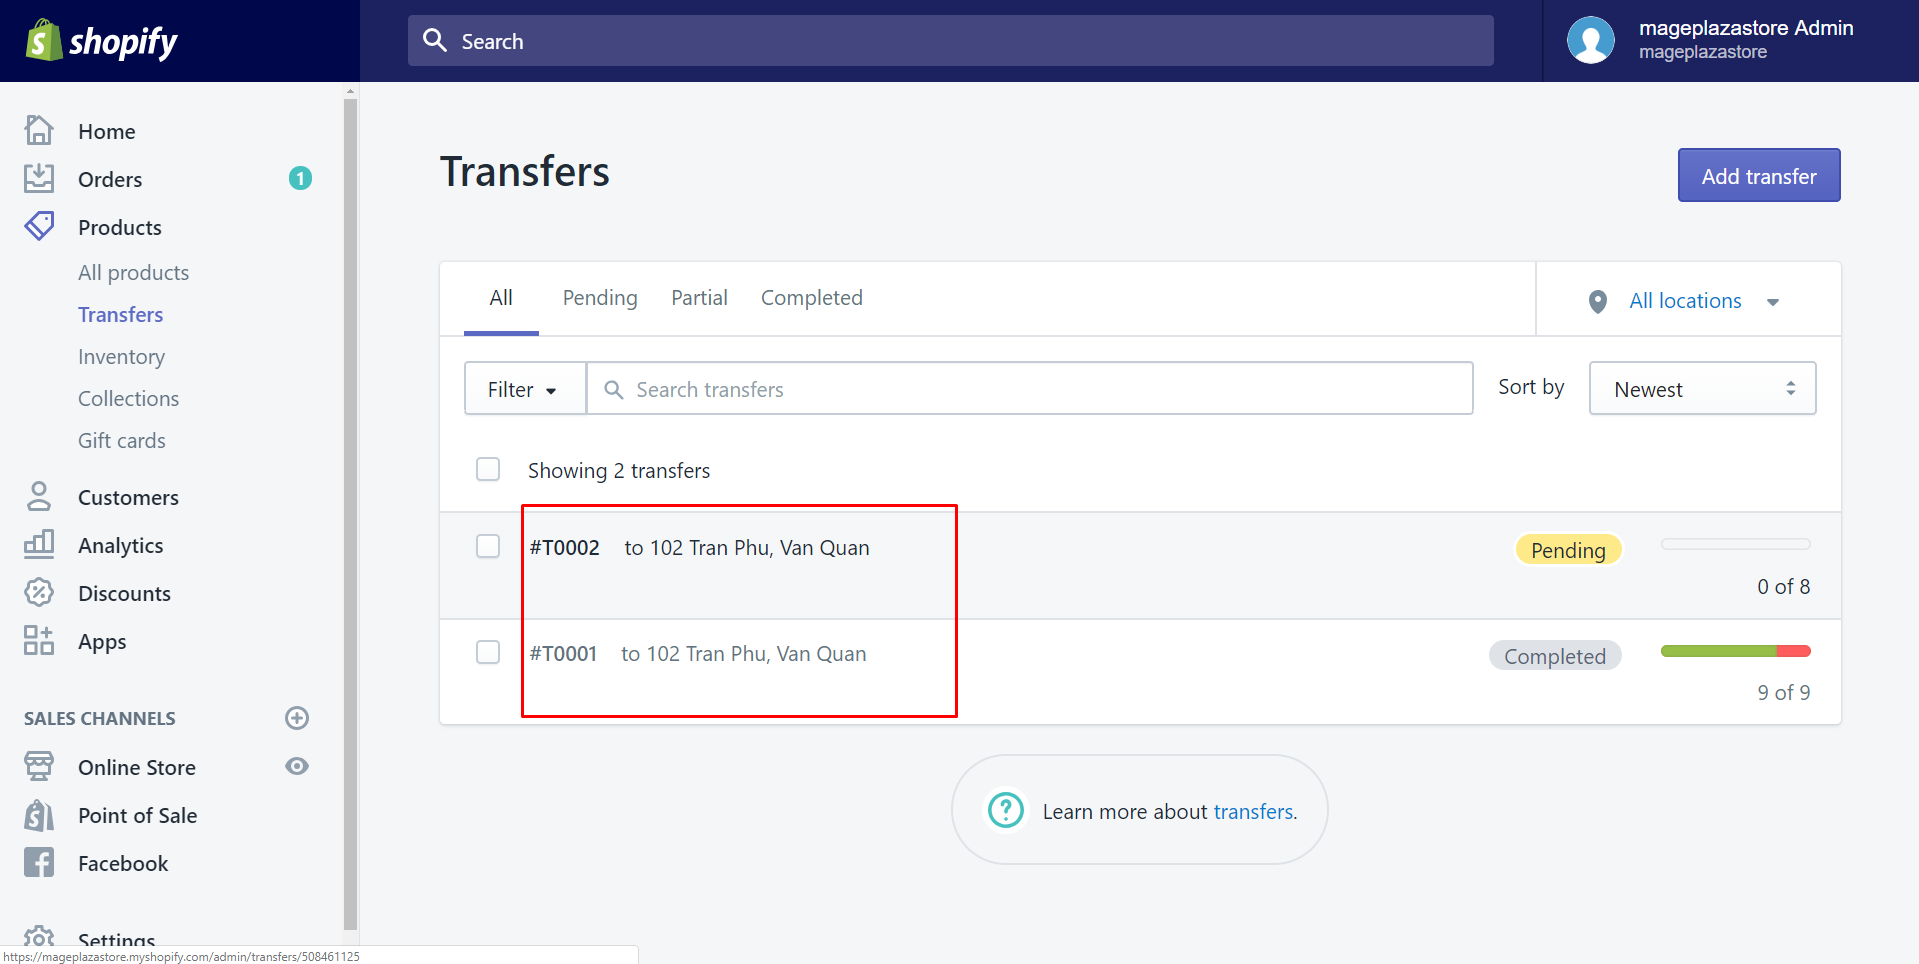 shopify
Search
mageplazastore Admin
mageplazastore
Home
Orders 1
Products
All products
Transfers
Inventory
Collections
Gift cards
Customers
Analytics
Discounts
Apps
SALES CHANNELS
Online Store
Point of Sale
Facebook
Settings
https://mageplazastore.myshopify.com/admin/transfers/508461125
Transfers
Add transfer
All Pending Partial Completed
All locations
Filter
Search transfers
Sort by
Newest
Showing 2 transfers
#T0002 to 102 Tran Phu, Van Quan
Pending
0 of 8
#T0001 to 102 Tran Phu, Van Quan
Completed
9 of 9
Learn more about transfers.